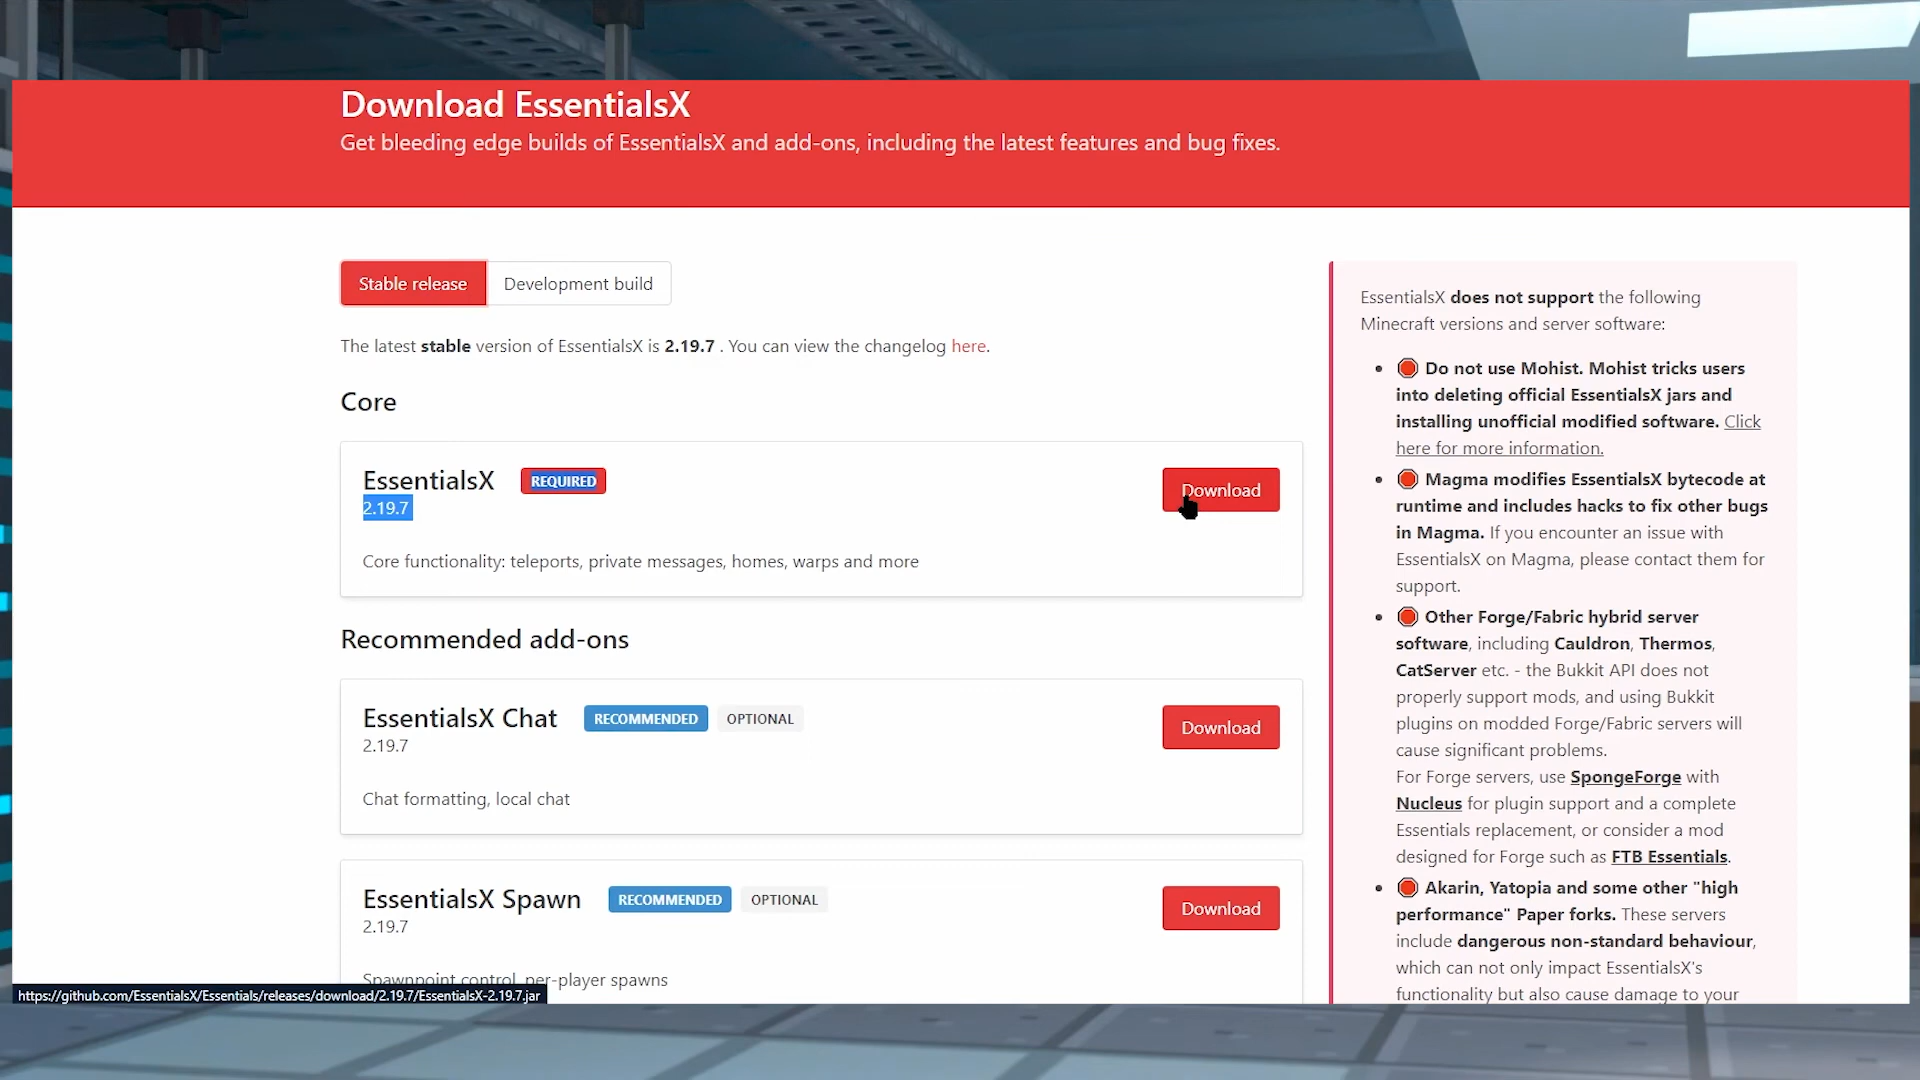 Download EssentialsX
Get bleeding edge builds of EssentialsX and add-ons, including the latest features and bug fixes.
Stable release
Development build
The latest stable version of EssentialsX is 2.19.7 . You can view the changelog here.
Core
EssentialsX
REQUIRED
2.19.7
Download
Core functionality: teleports, private messages, homes, warps and more
Recommended add-ons
EssentialsX Chat
RECOMMENDED
OPTIONAL
2.19.7
Download
Chat formatting, local chat
EssentialsX Spawn
RECOMMENDED
OPTIONAL
2.19.7
Download
Spawnpoint control, per-player spawns
https://github.com/EssentialsX/Essentials/releases/download/2.19.7/EssentialsX-2.19.7.jar
EssentialsX does not support the following
Minecraft versions and server software:
Do not use Mohist. Mohist tricks users
into deleting official EssentialsX jars and
installing unofficial modified software. Click
here for more information.
Magma modifies EssentialsX bytecode at
runtime and includes hacks to fix other bugs
in Magma. If you encounter an issue with
EssentialsX on Magma, please contact them for
support.
Other Forge/Fabric hybrid server
software, including Cauldron, Thermos,
CatServer etc. - the Bukkit API does not
properly support mods, and using Bukkit
plugins on modded Forge/Fabric servers will
cause significant problems.
For Forge servers, use SpongeForge with
Nucleus for plugin support and a complete
Essentials replacement, or consider a mod
designed for Forge such as FTB Essentials.
Akarin, Yatopia and some other "high
performance" Paper forks. These servers
include dangerous non-standard behaviour,
which can not only impact EssentialsX's
functionality but also cause damage to your